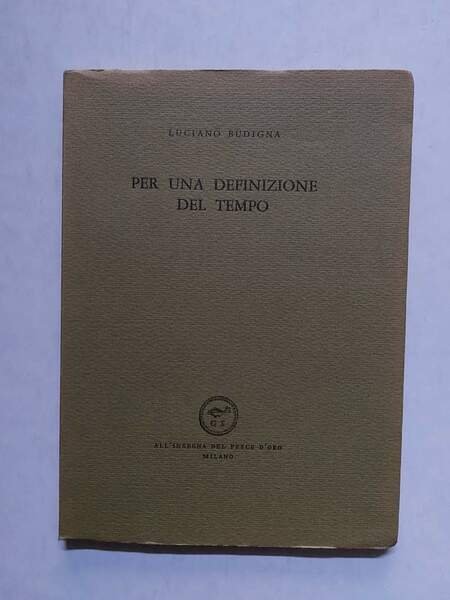 LUCIANO BUDIGNA
PER UNA DEFINIZIONE
DEL TEMPO
ALL'INSEGNA DEL PESCE D'ORO
MILANO